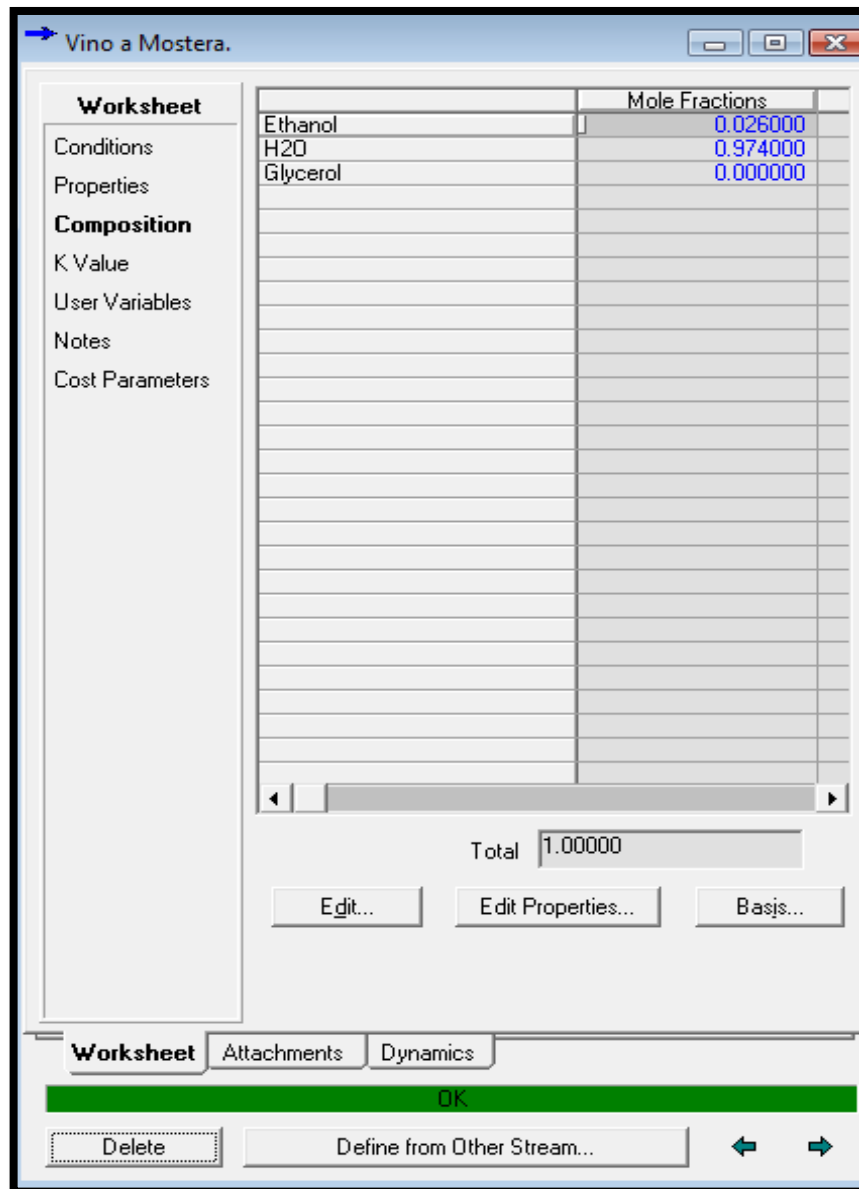 Vino a Mostera.
Worksheet
Conditions
Properties
Composition
K Value
User Variables
Notes
Cost Parameters
Mole Fractions
Ethanol 0.026000
H2O 0.974000
Glycerol 0.000000
Total 1.00000
Edit... Edit Properties... Basis...
Worksheet Attachments Dynamics
OK
Delete Define from Other Stream...